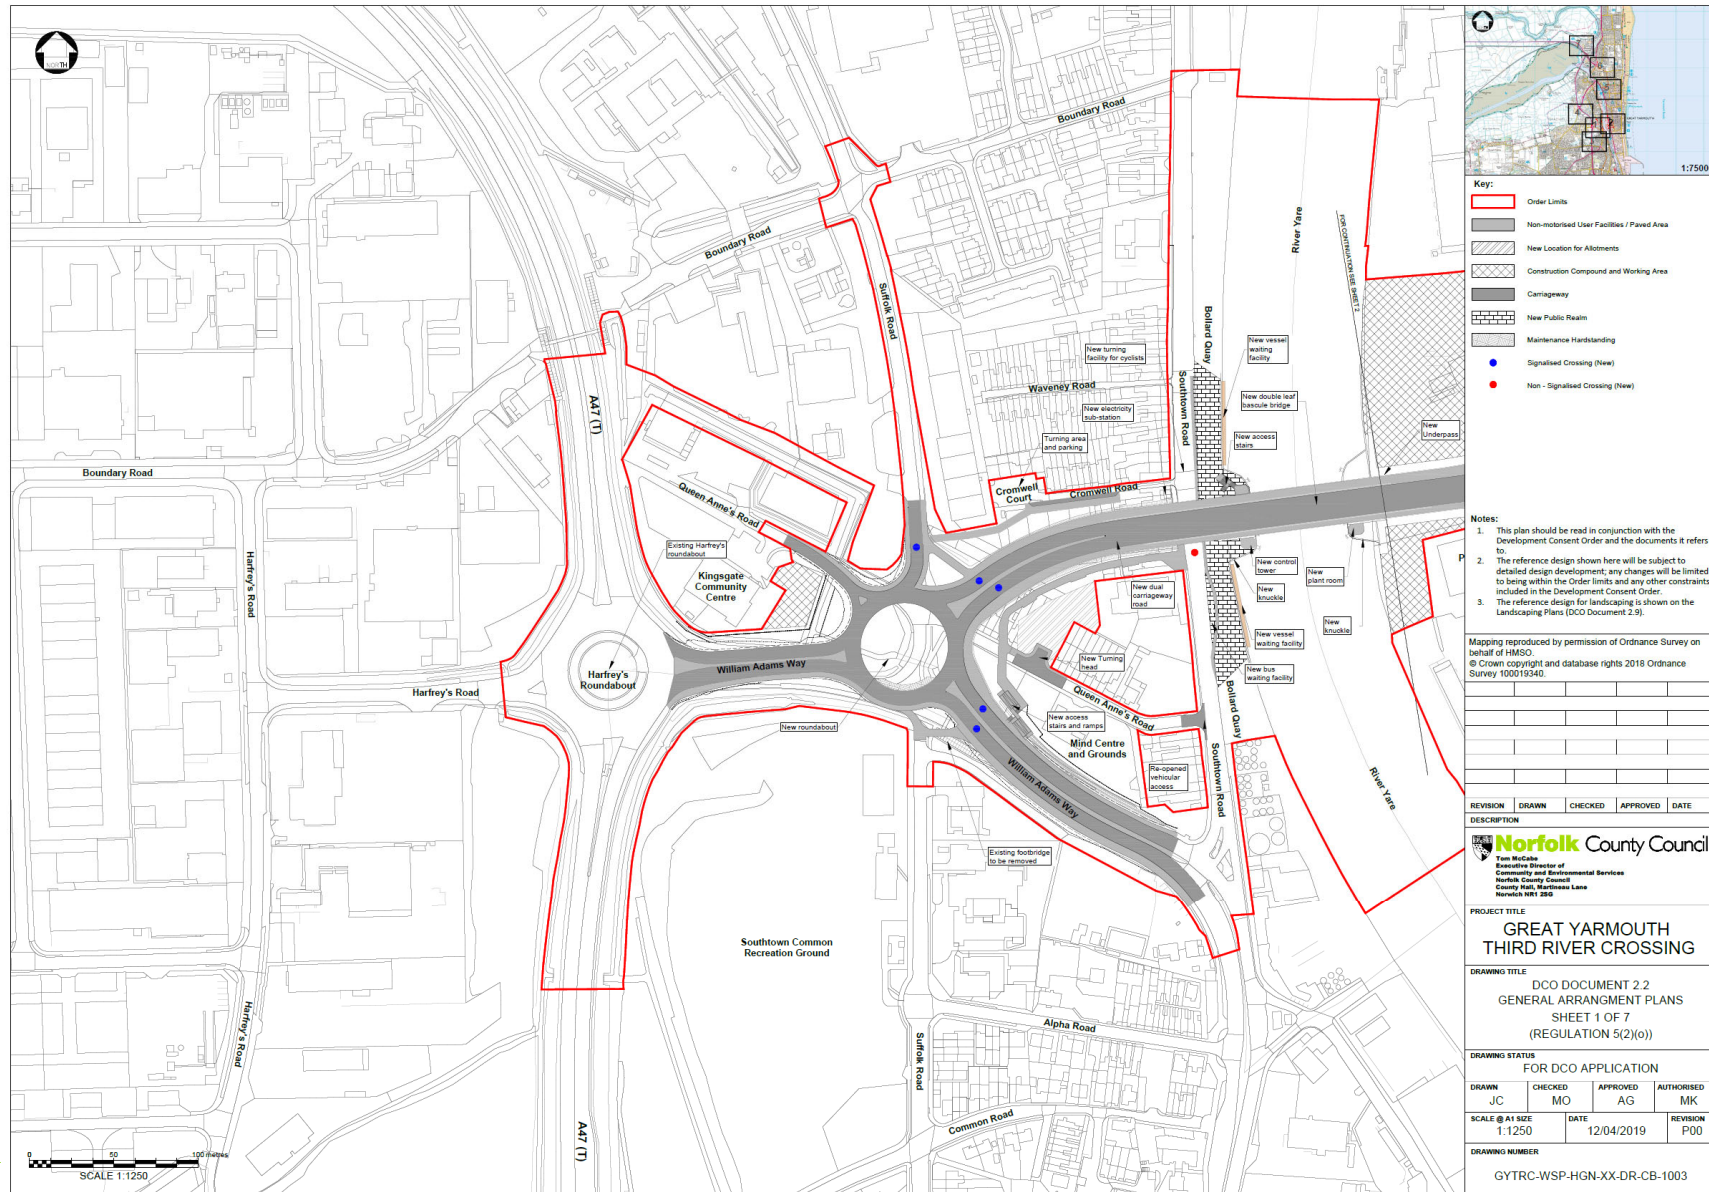 NORTH
Boundary Road
Boundary Road
Suffolk Road
River Yare
FOR CONTINUATION SEE SHEET 2
Bollard Quay
Southtown Road
New turning
facility for cyclists
New vessel
waiting
facility
Waveney Road
New double leaf
bascule bridge
New electricity
sub-station
New access
stairs
Turning area
and parking
New
Underpass
A47 (T)
Boundary Road
Queen Anne's Road
Cromwell
Court
Cromwell Road
Existing Harfrey's
roundabout
Kingsgate
Community
Centre
Harfrey's Road
New dual
carriageway
road
New control
tower
New
plant room
New
knuckle
New
knuckle
New vessel
waiting facility
New bus
waiting facility
William Adams Way
Harfrey's
Roundabout
Harfrey's Road
New Turning
head
Queen Anne's Road
New roundabout
New access
stairs and ramps
Mind Centre
and Grounds
Bollard Quay
Southtown Road
Re-opened
vehicular
access
William Adams Way
River Yare
Existing footbridge
to be removed
Southtown Common
Recreation Ground
Harfrey's Road
Suffolk Road
Alpha Road
Common Road
A47 (T)
0 50 100 metres
SCALE 1:1250
1:7500
Key:
Order Limits
Non-motorised User Facilities / Paved Area
New Location for Allotments
Construction Compound and Working Area
Carriageway
New Public Realm
Maintenance Hardstanding
Signalised Crossing (New)
Non - Signalised Crossing (New)
Notes:
1. This plan should be read in conjunction with the
Development Consent Order and the documents it refers
to.
2. The reference design shown here will be subject to
detailed design development; any changes will be limited
to being within the Order limits and any other constraints
included in the Development Consent Order.
3. The reference design for landscaping is shown on the
Landscaping Plans (DCO Document 2.9).
Mapping reproduced by permission of Ordnance Survey on
behalf of HMSO.
© Crown copyright and database rights 2018 Ordnance
Survey 100019340.
REVISION DRAWN CHECKED APPROVED DATE
DESCRIPTION
Norfolk County Council
Tom McCabe
Executive Director of
Community and Environmental Services
Norfolk County Council
County Hall, Martineau Lane
Norwich NR1 2SG
PROJECT TITLE
GREAT YARMOUTH
THIRD RIVER CROSSING
DRAWING TITLE
DCO DOCUMENT 2.2
GENERAL ARRANGMENT PLANS
SHEET 1 OF 7
(REGULATION 5(2)(o))
DRAWING STATUS
FOR DCO APPLICATION
DRAWN CHECKED APPROVED AUTHORISED
JC MO AG MK
SCALE @ A1 SIZE DATE REVISION
1:1250 12/04/2019 P00
DRAWING NUMBER
GYTRC-WSP-HGN-XX-DR-CB-1003